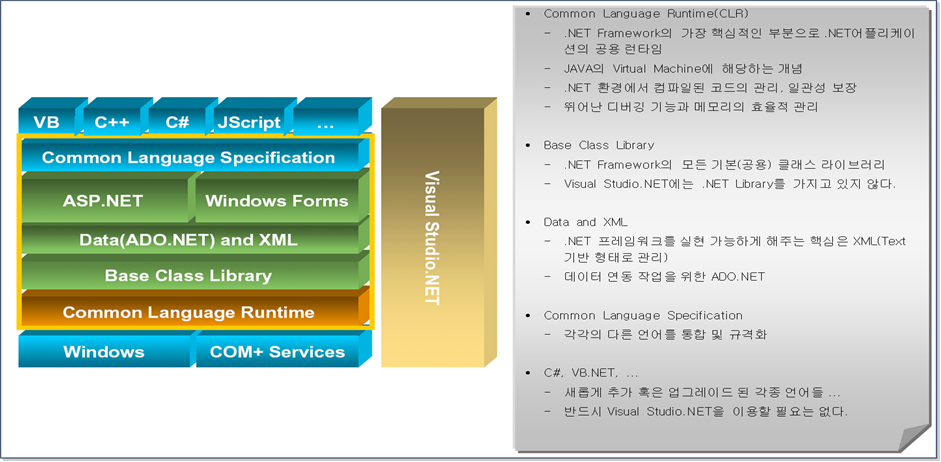 VB C++ C# JScript ...
Common Language Specification
ASP.NET Windows Forms
Data(ADO.NET) and XML
Base Class Library
Common Language Runtime
Windows COM+ Services
Visual Studio.NET
• Common Language Runtime(CLR)
– .NET Framework의 가장 핵심적인 부분으로 .NET어플리케이
션의 공용 런타임
– JAVA의 Virtual Machine에 해당하는 개념
– .NET 환경에서 컴파일된 코드의 관리, 일관성 보장
– 뛰어난 디버깅 기능과 메모리의 효율적 관리
• Base Class Library
– .NET Framework의 모든 기본(공용) 클래스 라이브러리
– Visual Studio.NET에는 .NET Library를 가지고 있지 않다.
• Data and XML
– .NET 프레임워크를 실현 가능하게 해주는 핵심은 XML(Text
기반 형태로 관리)
– 데이터 연동 작업을 위한 ADO.NET
• Common Language Specification
– 각각의 다른 언어를 통합 및 규격화
• C#, VB.NET, ...
– 새롭게 추가 혹은 업그레이드 된 각종 언어들 ...
– 반드시 Visual Studio.NET을 이용할 필요는 없다.